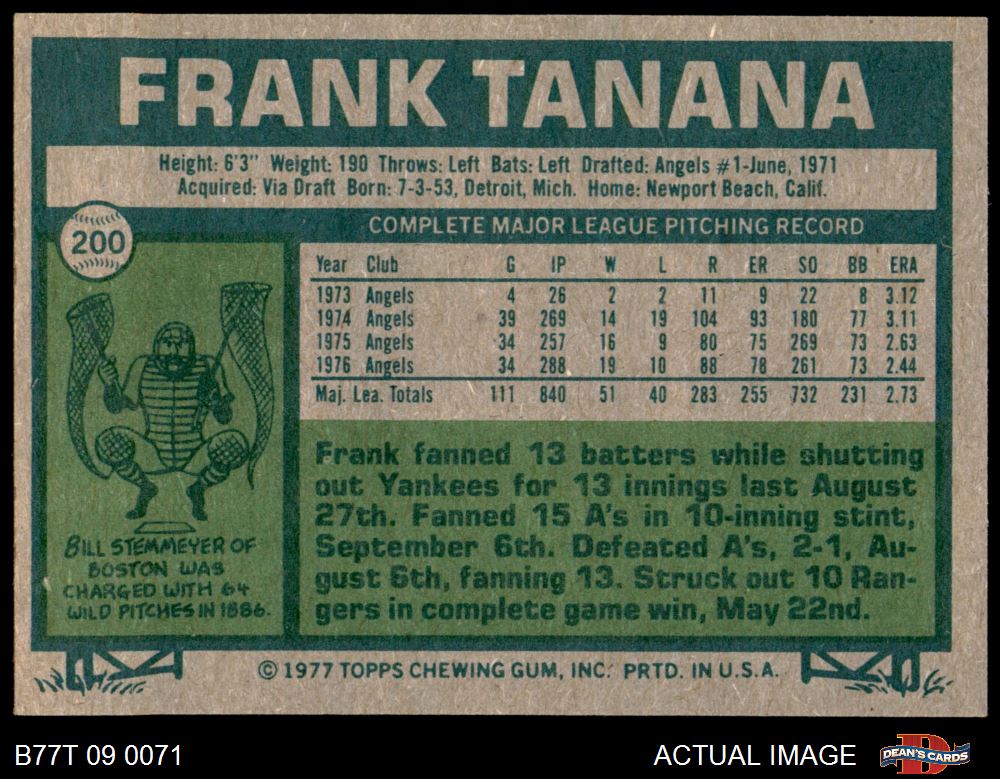 FRANK TANANA
Height: 6'3" Weight: 190 Throws: Left Bats: Left Drafted: Angels #1-June, 1971
Acquired: Via Draft Born: 7-3-53, Detroit, Mich. Home: Newport Beach, Calif.
200
COMPLETE MAJOR LEAGUE PITCHING RECORD
Year Club G IP W L R ER SO BB ERA
1973 Angels 4 26 2 2 11 9 22 8 3.12
1974 Angels 39 269 14 19 104 93 180 77 3.11
1975 Angels 34 257 16 9 80 75 269 73 2.63
1976 Angels 34 288 19 10 88 78 261 73 2.44
Maj. Lea. Totals 111 840 51 40 283 255 732 231 2.73
BILL STEMMEYER OF
BOSTON WAS
CHARGED WITH 64
WILD PITCHES IN 1886.
Frank fanned 13 batters while shutting
out Yankees for 13 innings last August
27th. Fanned 15 A's in 10-inning stint,
September 6th. Defeated A's, 2-1, Au-
gust 6th, fanning 13. Struck out 10 Ran-
gers in complete game win, May 22nd.
© 1977 TOPPS CHEWING GUM, INC. PRTD. IN U.S.A.
B77T 09 0071
ACTUAL IMAGE
DEAN'S CARDS